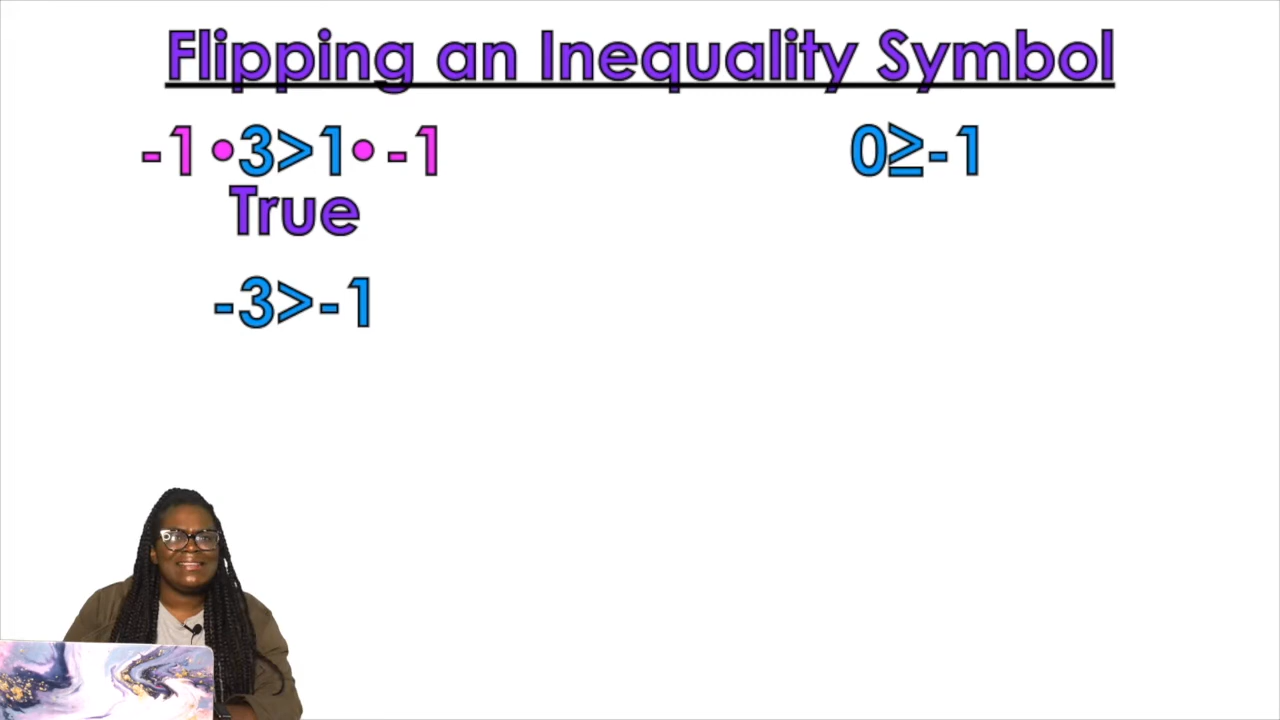 Flipping an Inequality Symbol
-1•3>1•-1
True
-3>-1
0≥-1